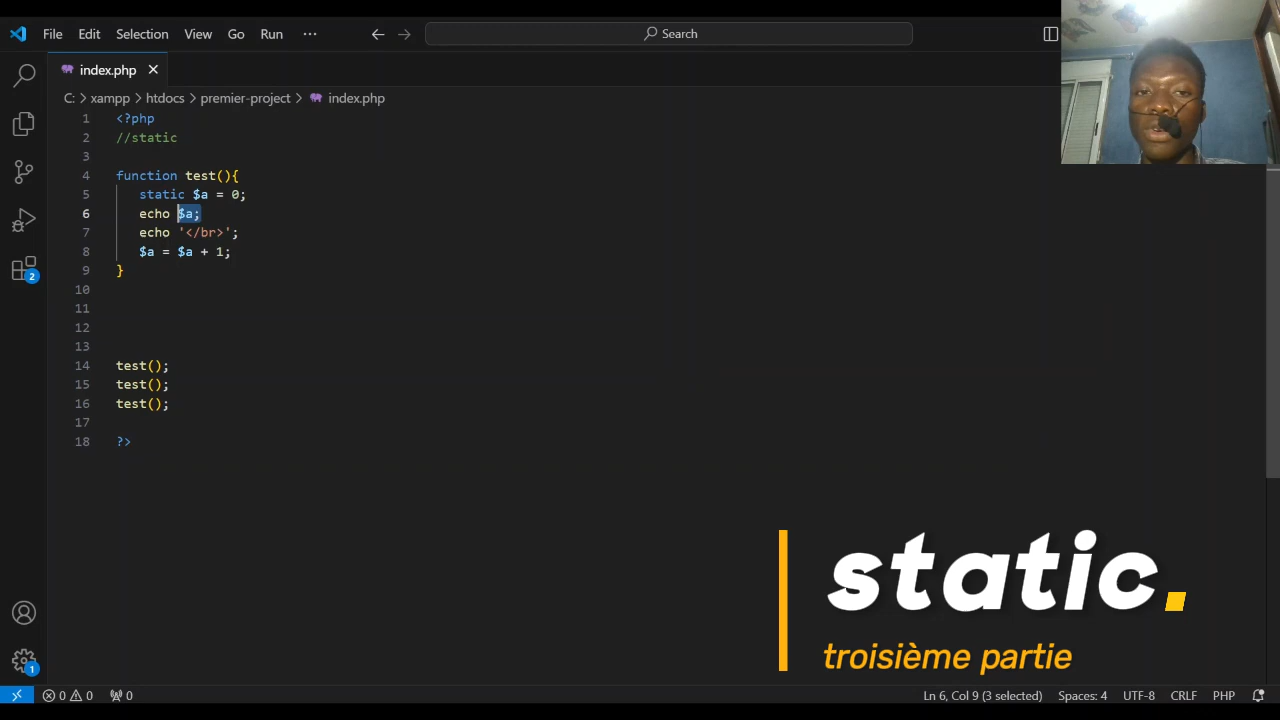 File Edit Selection View Go Run ··· Search
index.php
C: > xampp > htdocs > premier-project > index.php
1 <?php
2 //static
3
4 function test(){
5 static $a = 0;
6 echo $a;
7 echo '</br>';
8 $a = $a + 1;
9 }
10
11
12
13
14 test();
15 test();
16 test();
17
18 ?>
2
static.
troisième partie
1
0 0 0 Ln 6, Col 9 (3 selected) Spaces: 4 UTF-8 CRLF PHP